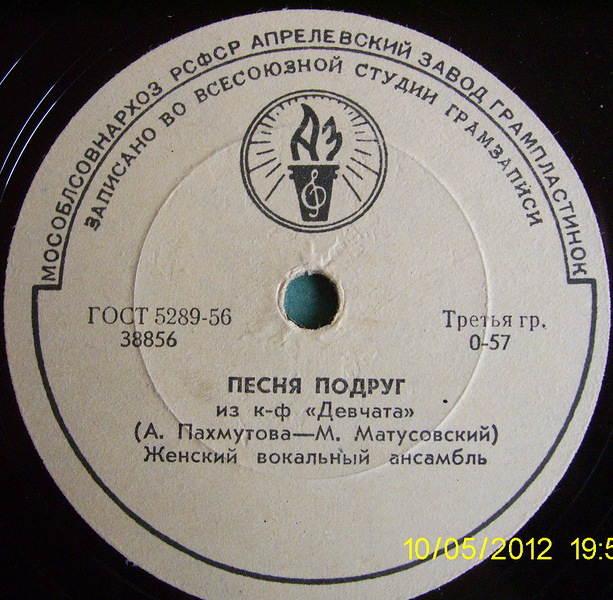 МОСОБЛСОВНАРХОЗ РСФСР АПРЕЛЕВСКИЙ ЗАВОД ГРАМПЛАСТИНОК
ЗАПИСАНО ВО ВСЕСОЮЗНОЙ СТУДИИ ГРАМЗАПИСИ
АЗ
ГОСТ 5289-56
38856
Третья гр.
0-57
ПЕСНЯ ПОДРУГ
из к-ф «Девчата»
(А. Пахмутова—М. Матусовский)
Женский вокальный ансамбль
10/05/2012 19:5